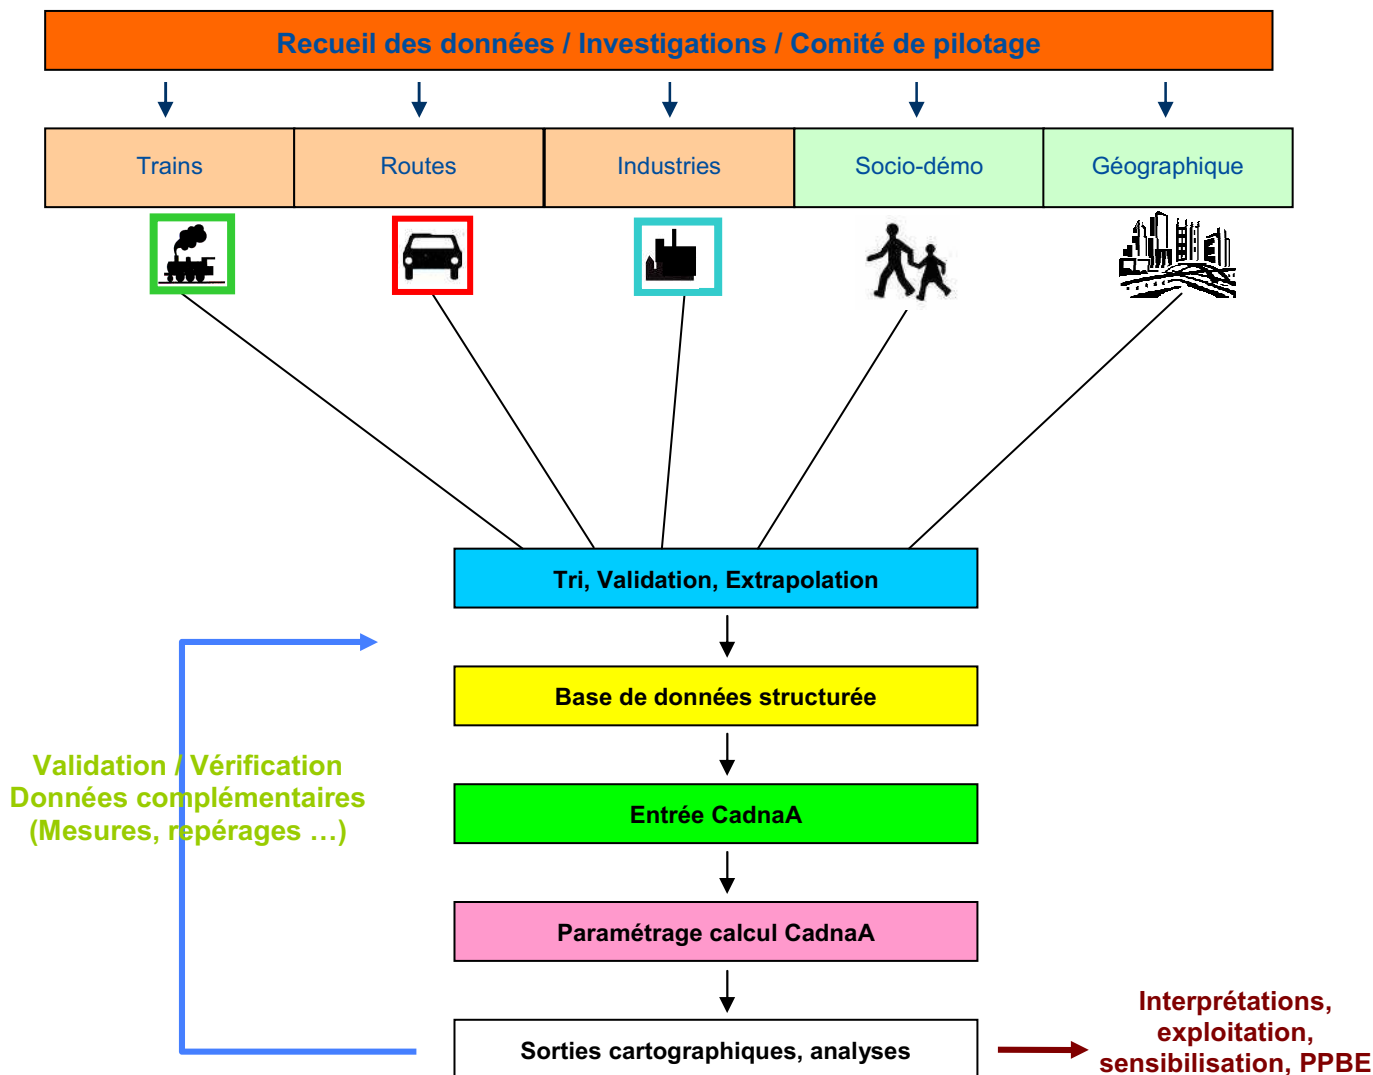 Recueil des données / Investigations / Comité de pilotage
Trains
Routes
Industries
Socio-démo
Géographique
Tri, Validation, Extrapolation
Base de données structurée
Validation / Vérification
Données complémentaires
(Mesures, repérages …)
Entrée CadnaA
Paramétrage calcul CadnaA
Sorties cartographiques, analyses
Interprétations,
exploitation,
sensibilisation, PPBE